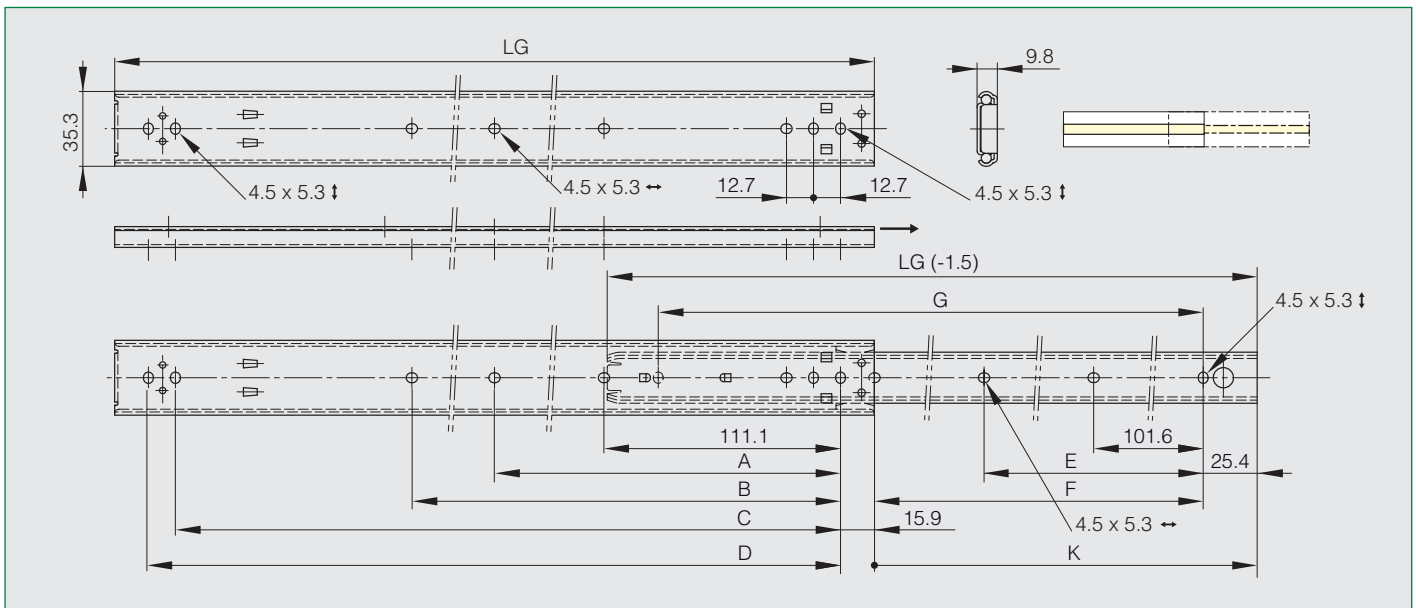 LG
9.8
35.3
4.5 x 5.3 ↕
4.5 x 5.3 ↔
12.7
12.7
4.5 x 5.3 ↕
LG (-1.5)
G
4.5 x 5.3 ↕
111.1
101.6
A
E
25.4
B
F
C
15.9
4.5 x 5.3 ↔
D
K